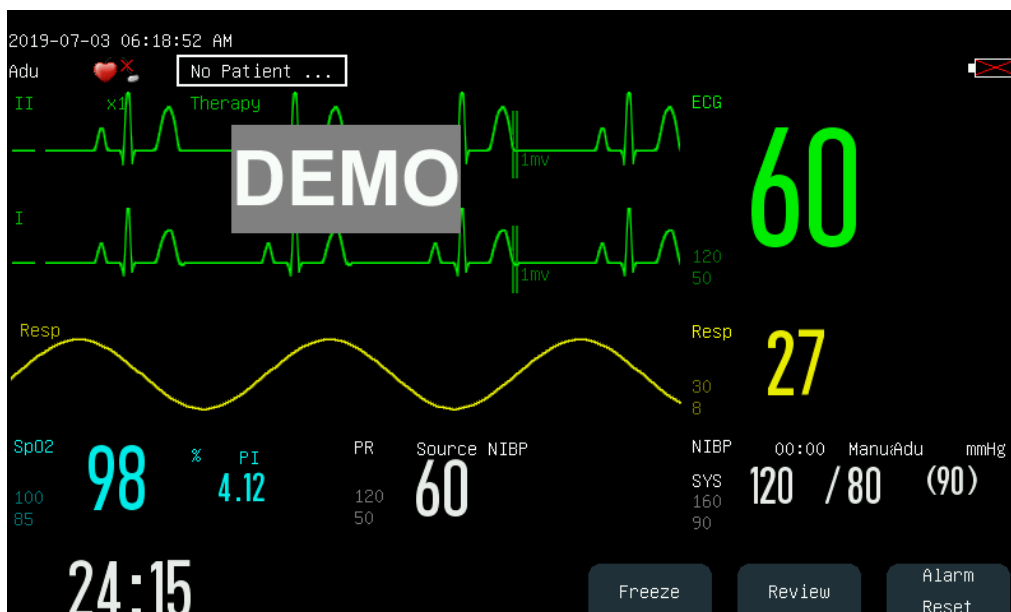 2019-07-03 06:18:52 AM
Adu No Patient ...
II x1 Therapy ECG
DEMO
1mv
60
I
120
50
1mv
Resp Resp
27
30
8
SpO2 % PI PR Source NIBP NIBP 00:00 ManuAdu mmHg
98 4.12 60 SYS 120 / 80 (90)
100 120 160
85 50 90
24:15
Freeze Review Alarm
Reset